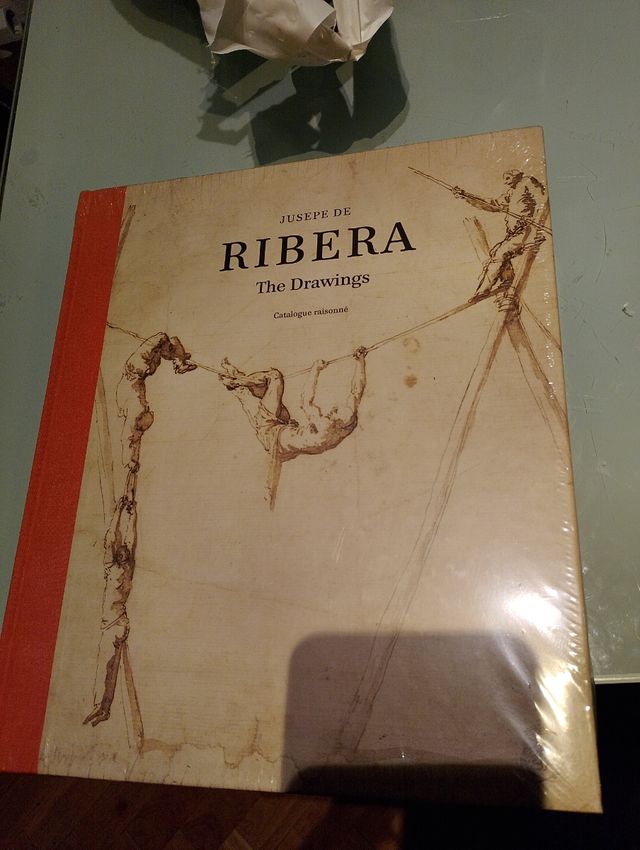 JUSEPE DE
RIBERA
The Drawings
Catalogue raisonné